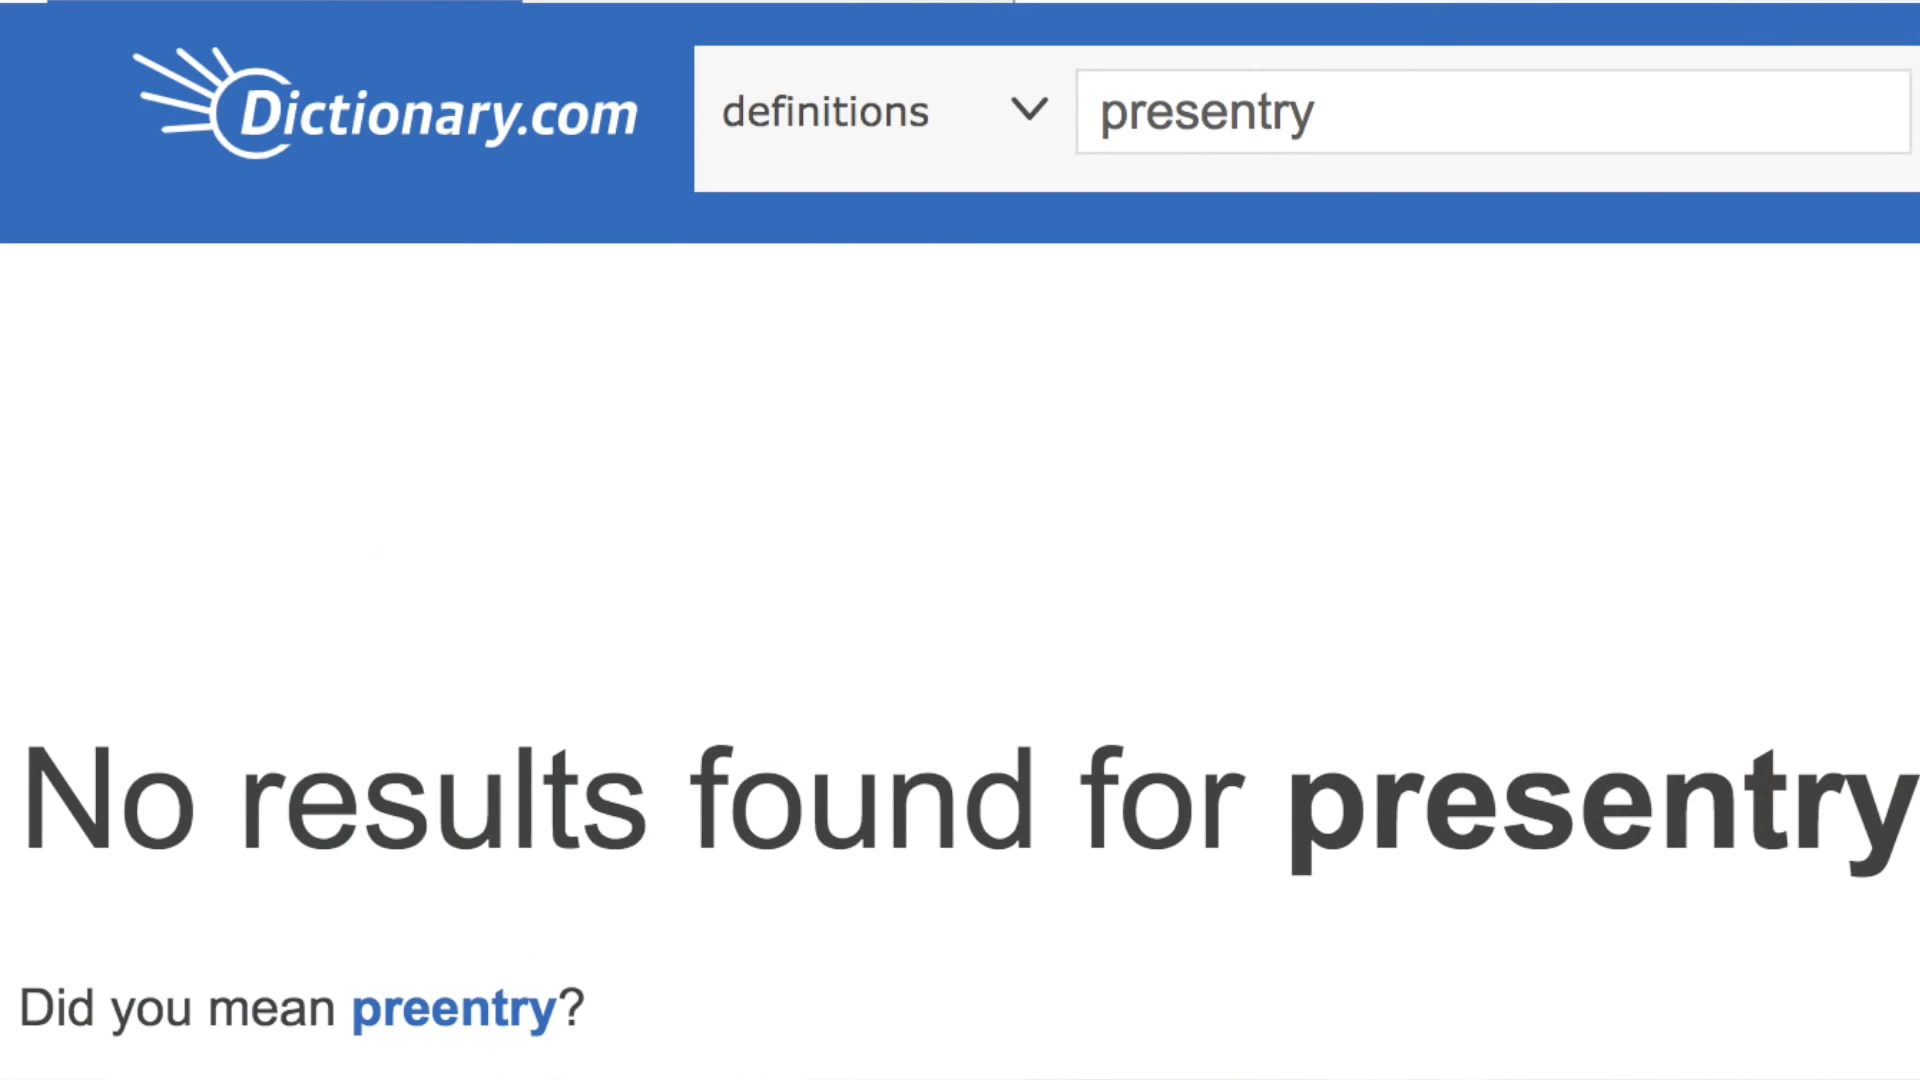 Dictionary.com
definitions
presentry
No results found for presentry
Did you mean preentry?